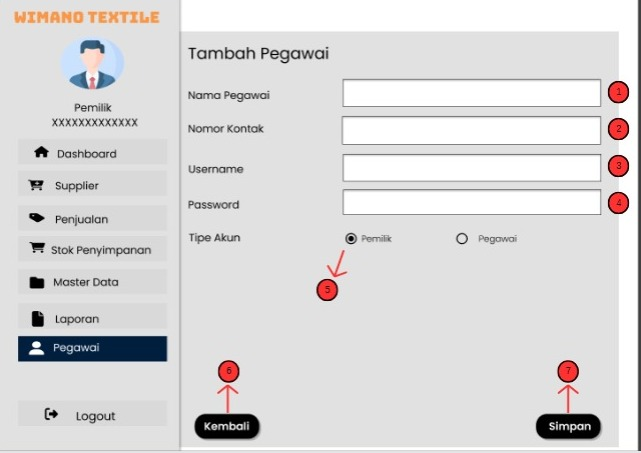 WIMANO TEXTILE
Pemilik
XXXXXXXXXXXXX
Dashboard
Supplier
Penjualan
Stok Penyimpanan
Master Data
Laporan
Pegawai
Logout
Tambah Pegawai
Nama Pegawai
1
Nomor Kontak
2
Username
3
Password
4
Tipe Akun Pemilik Pegawai
5
6 7
Kembali Simpan